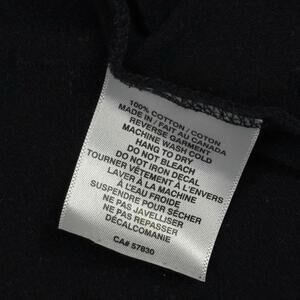 100% COTTON / COTON
MADE IN / FAIT AU CANADA
REVERSE GARMENT
MACHINE WASH COLD
HANG TO DRY
DO NOT BLEACH
DO NOT IRON DECAL
TOURNER VÊTEMENT À L'ENVERS
LAVER À LA MACHINE
À L'EAU FROIDE
SUSPENDRE POUR SÉCHER
NE PAS JAVELLISER
NE PAS REPASSER
DÉCALCOMANIE
CA# 57830